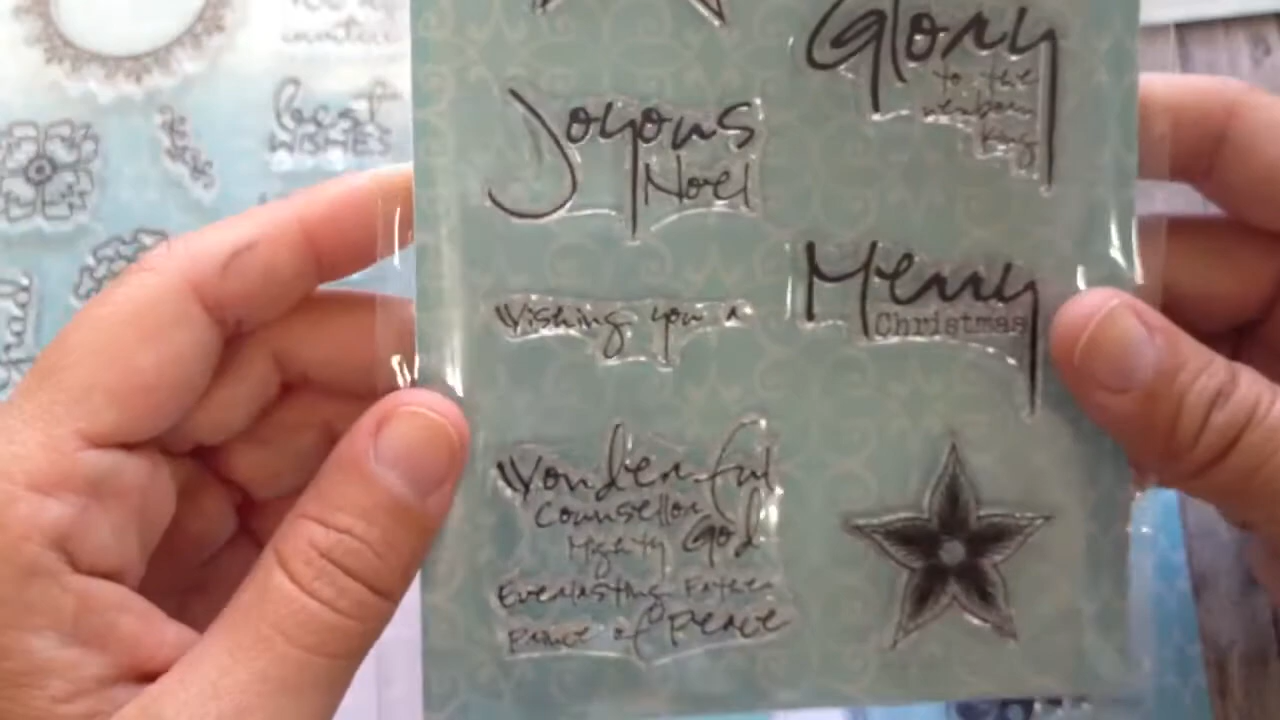 best
WISHES
Glory
to the
newborn
king
Joyous
Noel
Merry
Christmas
Wishing you a
Wonderful
Counsellor
Mighty God
Everlasting Father
Prince of Peace